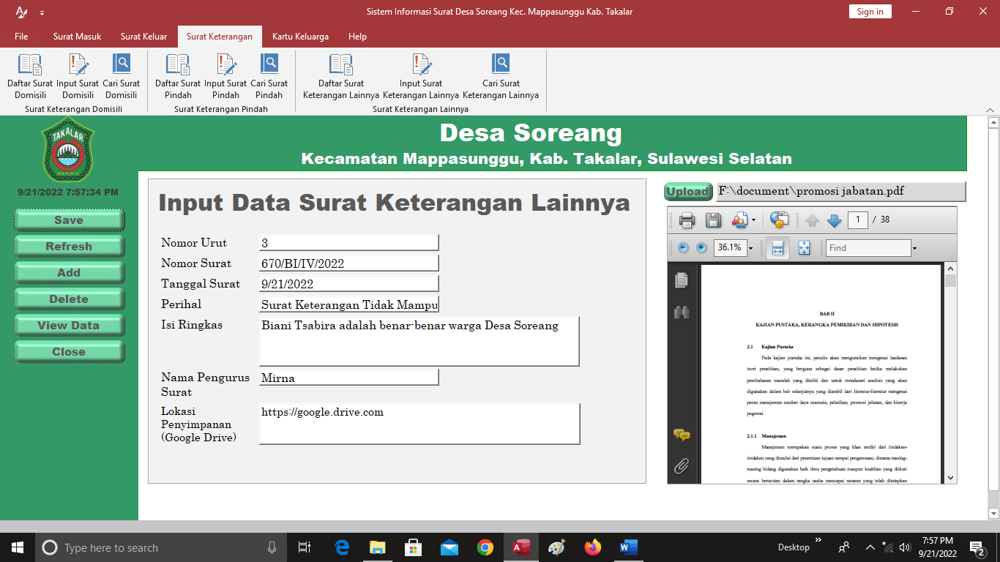 Sistem Informasi Surat Desa Soreang Kec. Mappasunggu Kab. Takalar
Sign in
File Surat Masuk Surat Keluar Surat Keterangan Kartu Keluarga Help
Daftar Surat Domisili
Input Surat Domisili
Cari Surat Domisili
Surat Keterangan Domisili
Daftar Surat Pindah
Input Surat Pindah
Cari Surat Pindah
Surat Keterangan Pindah
Daftar Surat Keterangan Lainnya
Input Surat Keterangan Lainnya
Cari Surat Keterangan Lainnya
Surat Keterangan Lainnya
TAKALAR
Desa Soreang
Kecamatan Mappasunggu, Kab. Takalar, Sulawesi Selatan
9/21/2022 7:57:34 PM
Save
Refresh
Add
Delete
View Data
Close
Input Data Surat Keterangan Lainnya
Nomor Urut 3
Nomor Surat 670/BI/IV/2022
Tanggal Surat 9/21/2022
Perihal Surat Keterangan Tidak Mampu
Isi Ringkas Biani Tsabira adalah benar-benar warga Desa Soreang
Nama Pengurus Surat Mirna
Lokasi Penyimpanan (Google Drive) https://google.drive.com
Upload F:\document\promosi jabatan.pdf
1 / 38
36.1% Find
BAB II
KAJIAN PUSTAKA, KERANGKA PEMIKIRAN DAN HIPOTESIS
2.1 Kajian Pustaka
Pada kajian pustaka ini, penulis akan menguraikan mengenai landasan
teori penelitian, yang berguna sebagai dasar penelitian ketika melakukan
pembahasan masalah yang diteliti dan untuk mendasari analisis yang akan
digunakan dalam bab selanjutnya yang diambil dari literatur-literatur mengenai
peran manajemen sumber daya manusia, pelatihan, promosi jabatan, dan kinerja
pegawai.
2.1.1 Manajemen
Manajemen merupakan suatu proses yang khas terdiri dari tindakan-
tindakan yang dimulai dari penentuan tujuan sampai pengawasan, dimana masing-
masing bidang digunakan baik ilmu pengetahuan maupun keahlian yang diikuti
secara berurutan dalam rangka usaha mencapai sasaran yang telah ditetapkan
Type here to search
Desktop
7:57 PM
9/21/2022
2